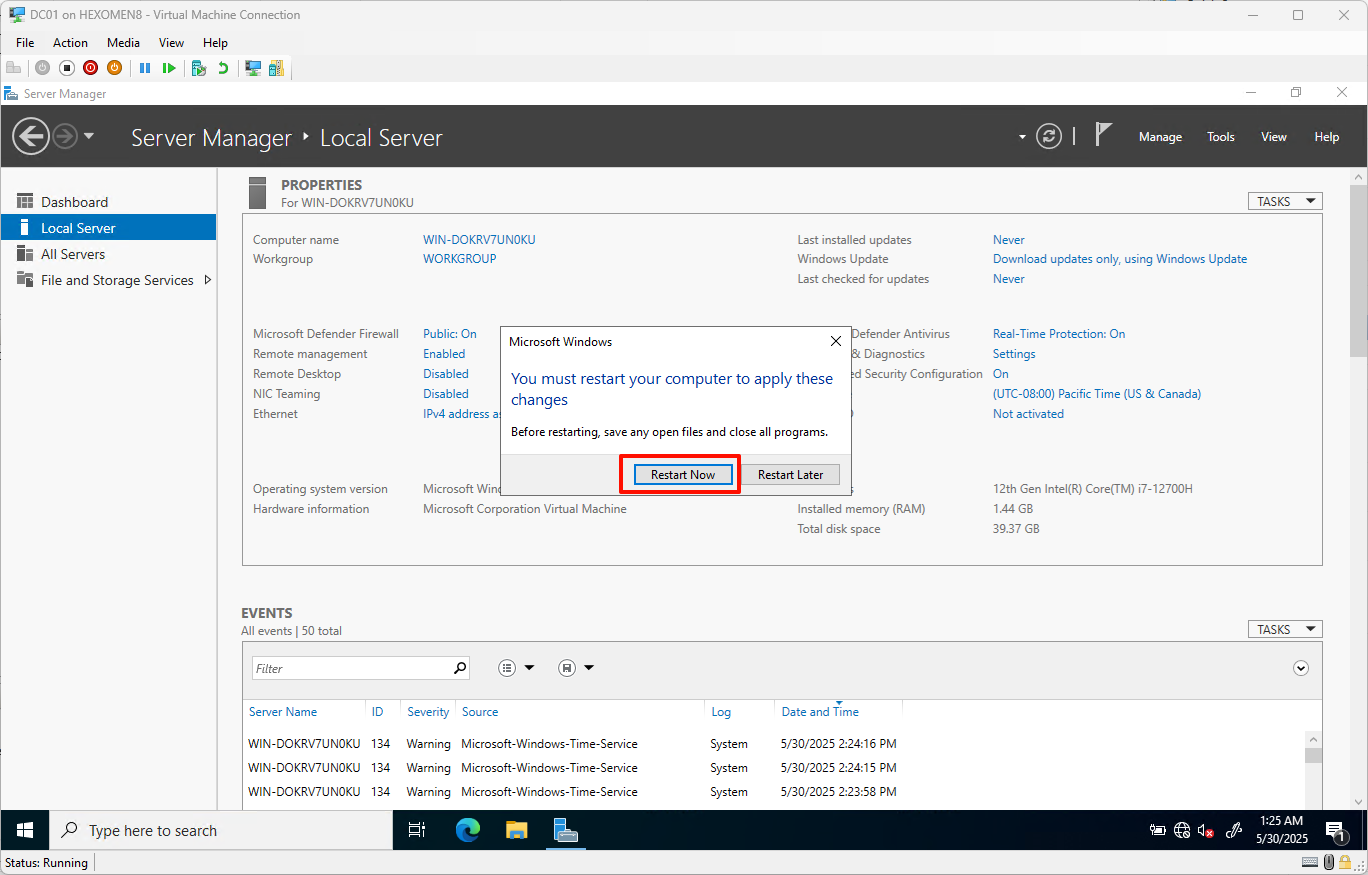 DC01 on HEXOMEN8 - Virtual Machine Connection
File Action Media View Help
Server Manager
Server Manager Local Server
Manage Tools View Help
Dashboard
Local Server
All Servers
File and Storage Services
PROPERTIES
For WIN-DOKRV7UN0KU
TASKS
Computer name WIN-DOKRV7UN0KU
Workgroup WORKGROUP
Last installed updates Never
Windows Update Download updates only, using Windows Update
Last checked for updates Never
Microsoft Defender Firewall Public: On
Remote management Enabled
Remote Desktop Disabled
NIC Teaming Disabled
Ethernet IPv4 address
Defender Antivirus Real-Time Protection: On
& Diagnostics Settings
Security Configuration On
(UTC-08:00) Pacific Time (US & Canada)
Not activated
Microsoft Windows
You must restart your computer to apply these
changes
Before restarting, save any open files and close all programs.
Restart Now Restart Later
Operating system version Microsoft
Hardware information Microsoft Corporation Virtual Machine
12th Gen Intel(R) Core(TM) i7-12700H
Installed memory (RAM) 1.44 GB
Total disk space 39.37 GB
EVENTS
All events | 50 total
TASKS
Filter
Server Name ID Severity Source Log Date and Time
WIN-DOKRV7UN0KU 134 Warning Microsoft-Windows-Time-Service System 5/30/2025 2:24:16 PM
WIN-DOKRV7UN0KU 134 Warning Microsoft-Windows-Time-Service System 5/30/2025 2:24:15 PM
WIN-DOKRV7UN0KU 134 Warning Microsoft-Windows-Time-Service System 5/30/2025 2:23:58 PM
Type here to search
1:25 AM
5/30/2025
1
Status: Running